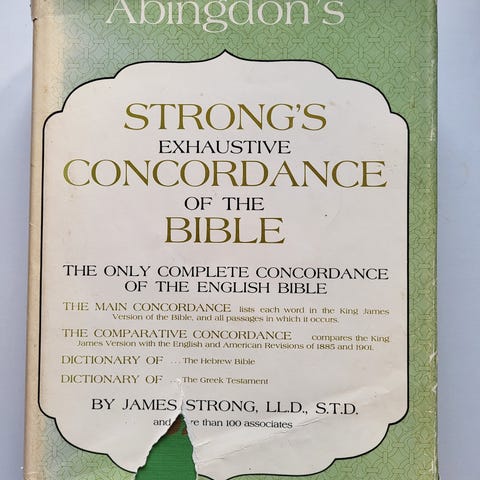 Abingdon's
STRONG'S
EXHAUSTIVE
CONCORDANCE
OF THE
BIBLE
THE ONLY COMPLETE CONCORDANCE
OF THE ENGLISH BIBLE
THE MAIN CONCORDANCE lists each word in the King James
Version of the Bible, and all passages in which it occurs.
THE COMPARATIVE CONCORDANCE compares the King
James Version with the English and American Revisions of 1885 and 1901.
DICTIONARY OF ...The Hebrew Bible
DICTIONARY OF ...The Greek Testament
BY JAMES STRONG, LL.D., S.T.D.
and than 100 associates